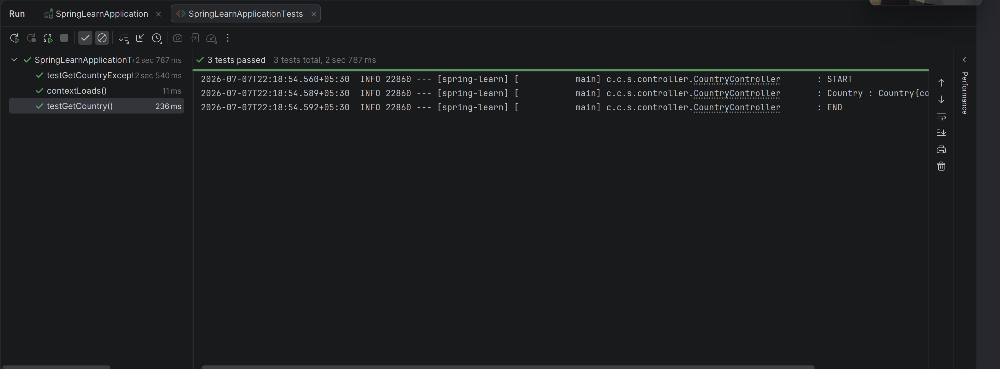 Run SpringLearnApplication SpringLearnApplicationTests
SpringLearnApplicationT 2 sec 787 ms
testGetCountryExcept 2 sec 540 ms
contextLoads() 11 ms
testGetCountry() 236 ms
3 tests passed 3 tests total, 2 sec 787 ms
2026-07-07T22:18:54.560+05:30  INFO 22860 --- [spring-learn] [           main] c.c.s.controller.CountryController       : START
2026-07-07T22:18:54.589+05:30  INFO 22860 --- [spring-learn] [           main] c.c.s.controller.CountryController       : Country : Country{co
2026-07-07T22:18:54.592+05:30  INFO 22860 --- [spring-learn] [           main] c.c.s.controller.CountryController       : END
Performance